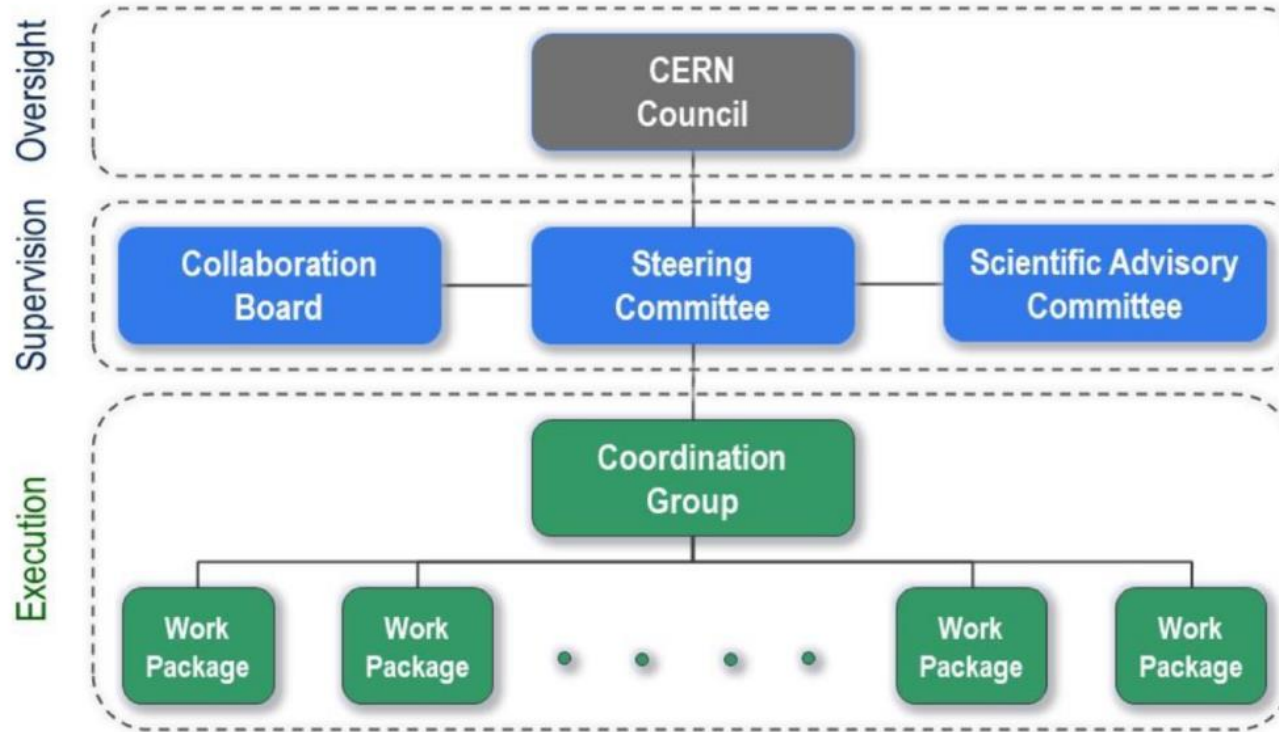 Oversight
CERN
Council
Supervision
Collaboration
Board
Steering
Committee
Scientific Advisory
Committee
Execution
Coordination
Group
Work
Package
Work
Package
Work
Package
Work
Package